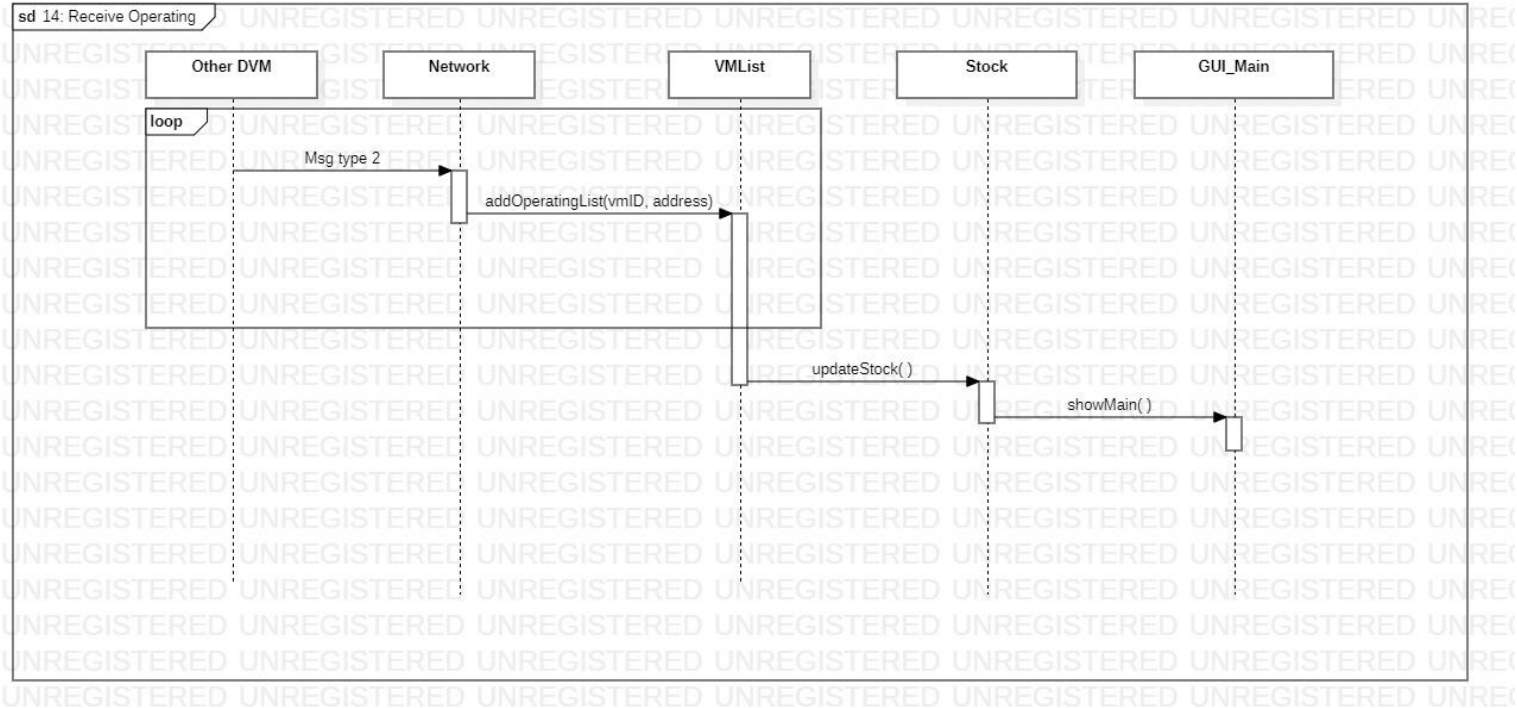 sd 14: Receive Operating
Other DVM
Network
VMList
Stock
GUI_Main
loop
Msg type 2
addOperatingList(vmID, address)
updateStock( )
showMain( )
UNREGISTERED